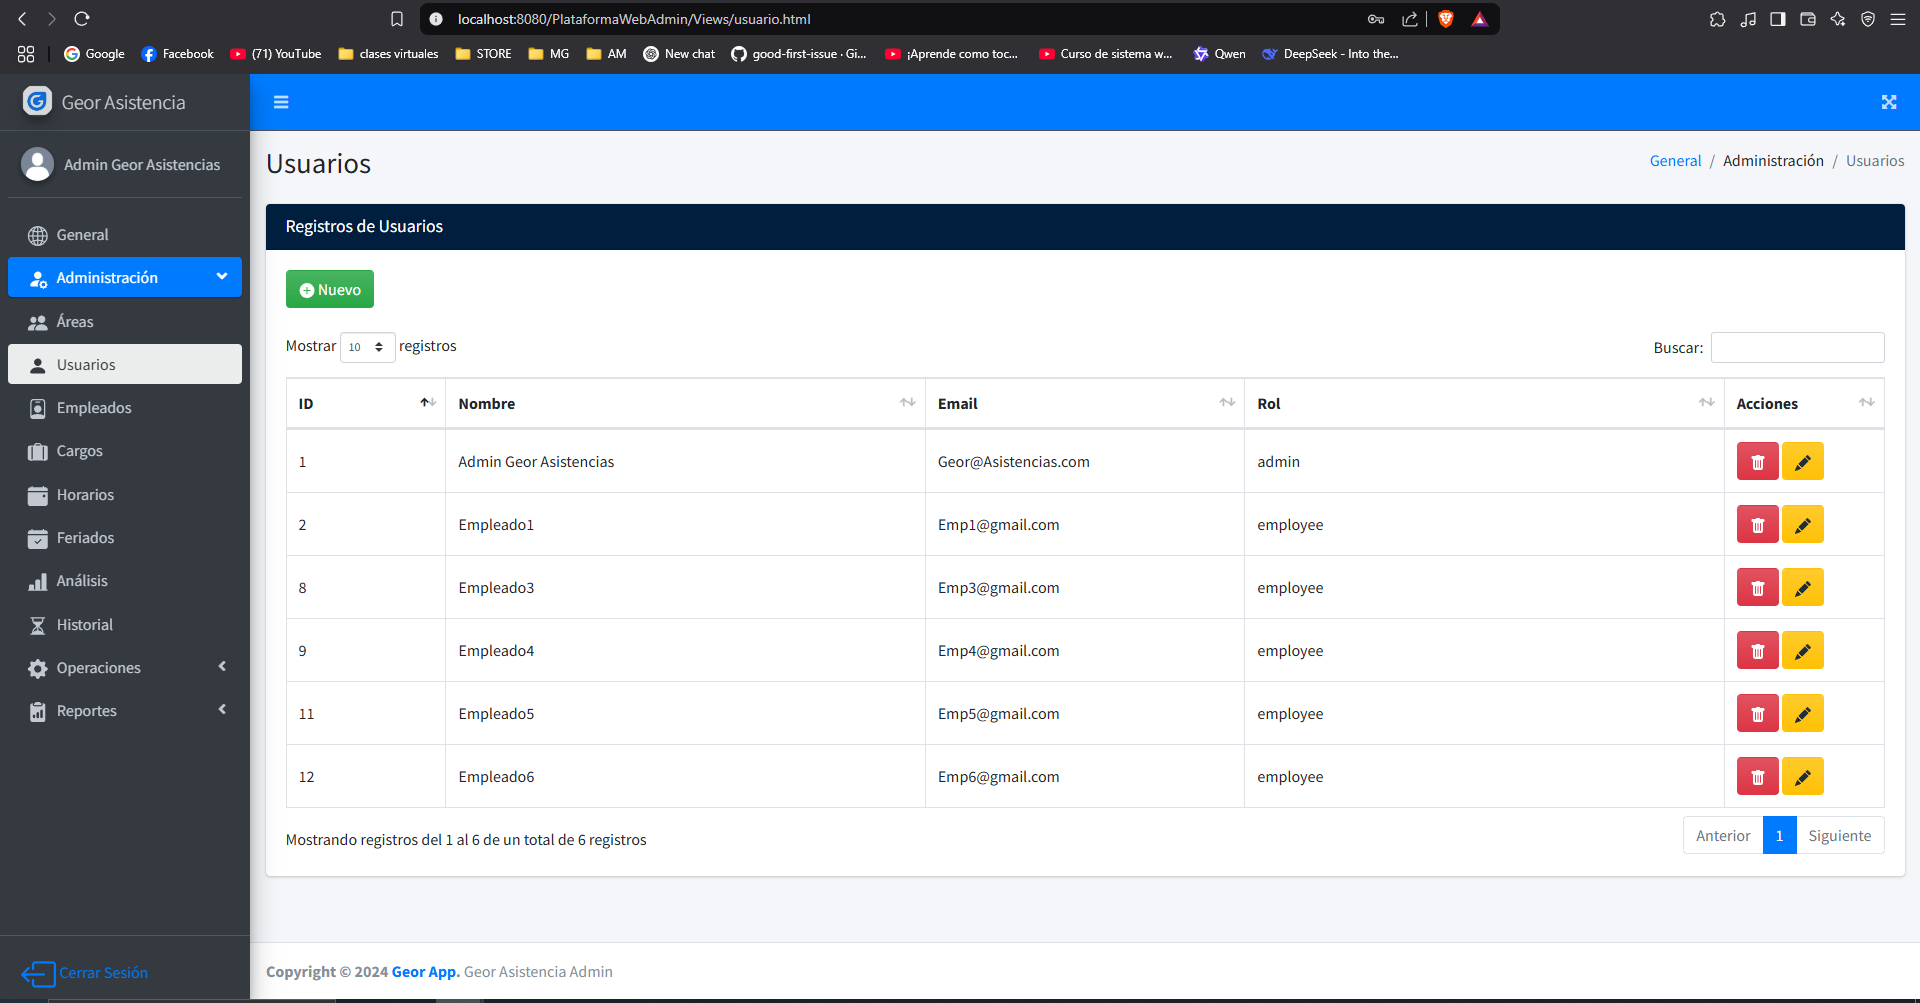 localhost:8080/PlataformaWebAdmin/Views/usuario.html
Google Facebook (71) YouTube clases virtuales STORE MG AM New chat good-first-issue · Gi... ¡Aprende como toc... Curso de sistema w... Qwen DeepSeek - Into the...
Geor Asistencia
Admin Geor Asistencias
General
Administración
Áreas
Usuarios
Empleados
Cargos
Horarios
Feriados
Análisis
Historial
Operaciones
Reportes
Cerrar Sesión
Usuarios
General / Administración / Usuarios
Registros de Usuarios
Nuevo
Mostrar 10 registros
Buscar:
ID Nombre Email Rol Acciones
1 Admin Geor Asistencias Geor@Asistencias.com admin
2 Empleado1 Emp1@gmail.com employee
8 Empleado3 Emp3@gmail.com employee
9 Empleado4 Emp4@gmail.com employee
11 Empleado5 Emp5@gmail.com employee
12 Empleado6 Emp6@gmail.com employee
Mostrando registros del 1 al 6 de un total de 6 registros
Anterior 1 Siguiente
Copyright © 2024 Geor App. Geor Asistencia Admin